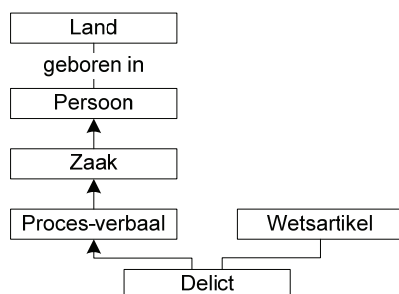 Land
geboren in
Persoon
Zaak
Proces-verbaal
Wetsartikel
Delict